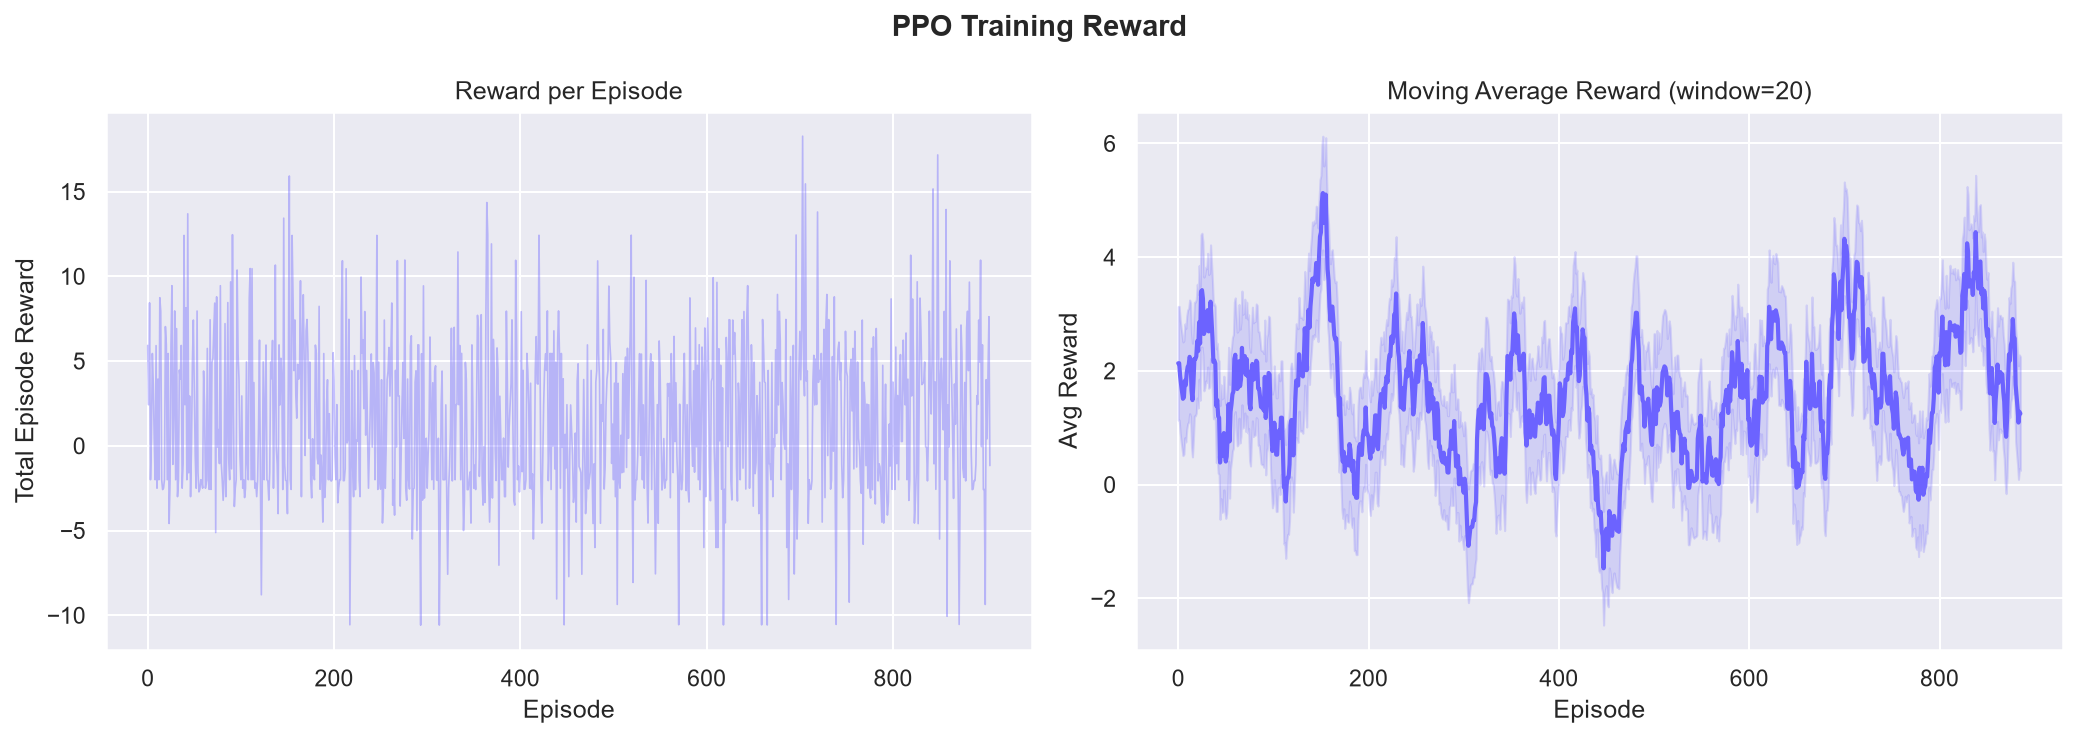 PPO Training Reward
Reward per Episode
Total Episode Reward
15
10
5
0
−5
−10
0 200 400 600 800
Episode
Moving Average Reward (window=20)
Avg Reward
6
4
2
0
−2
0 200 400 600 800
Episode